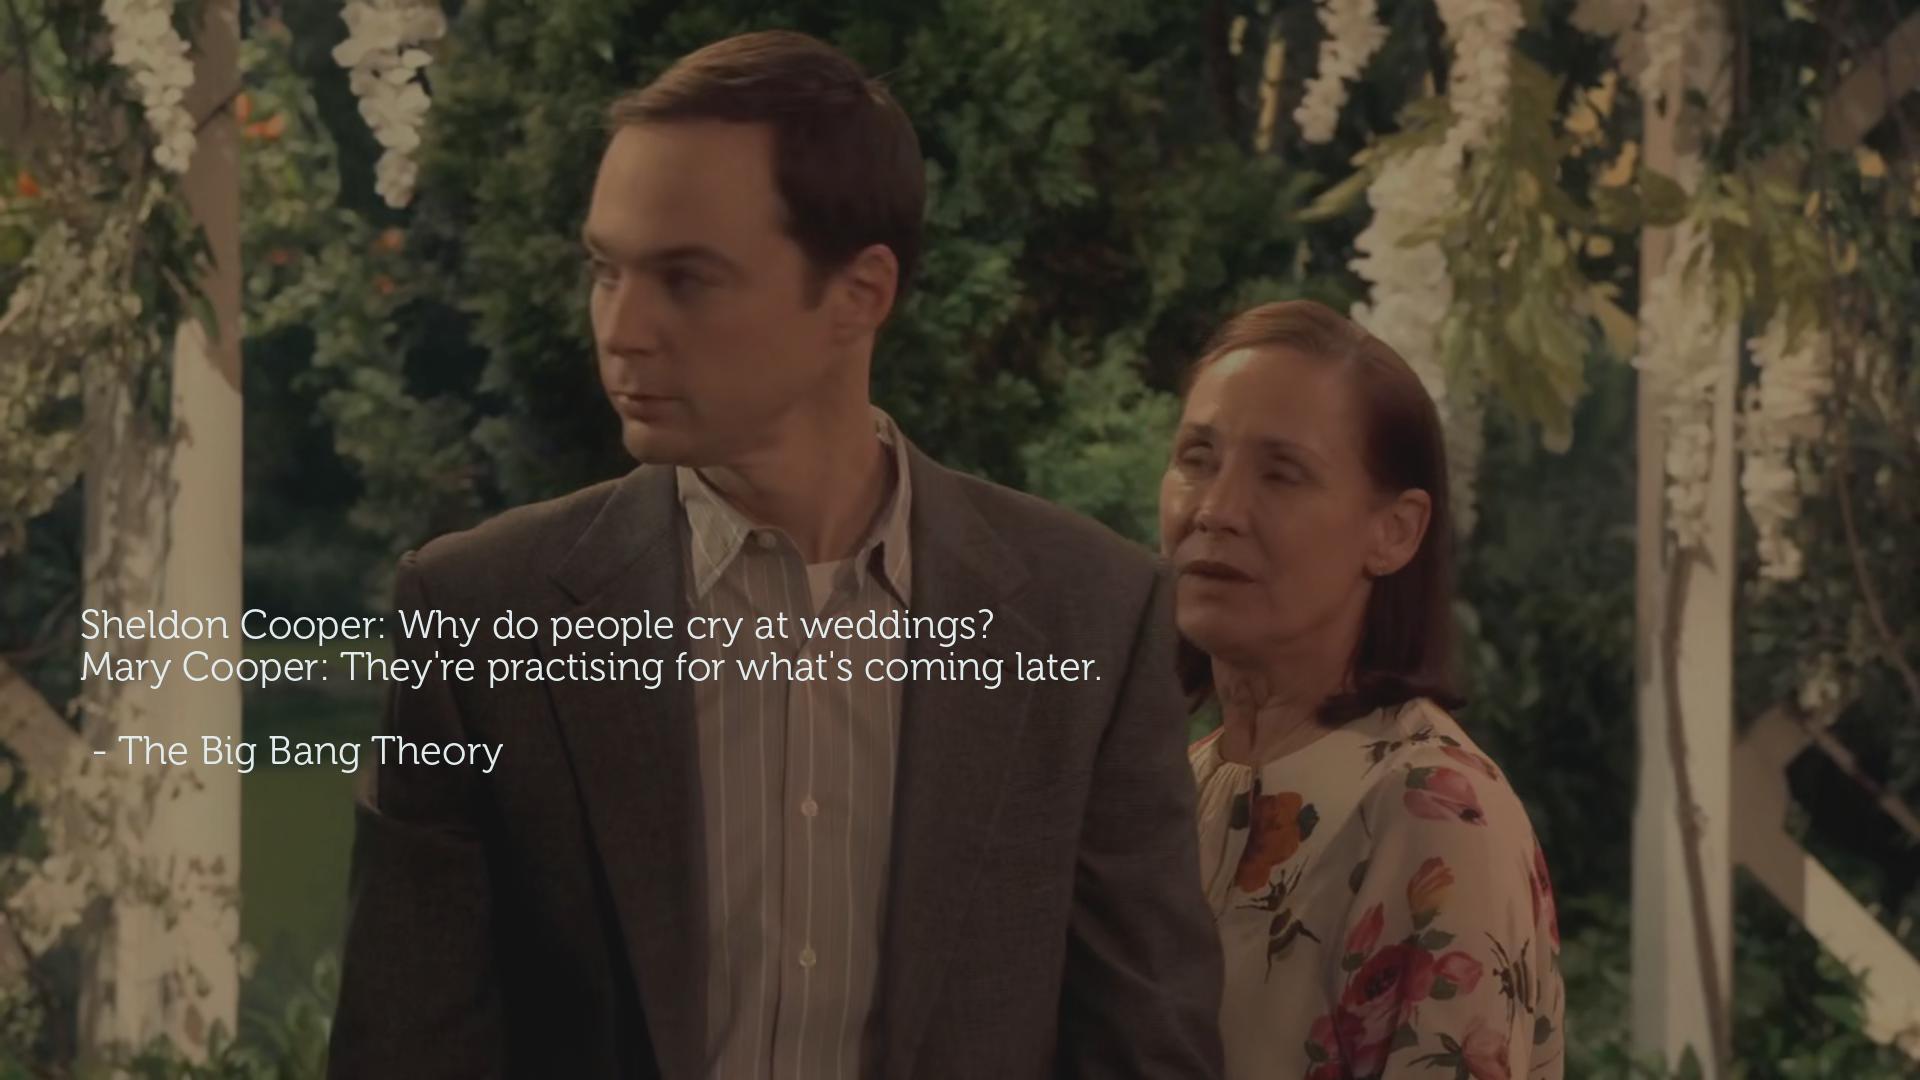 Sheldon Cooper: Why do people cry at weddings?
Mary Cooper: They're practising for what's coming later.
- The Big Bang Theory